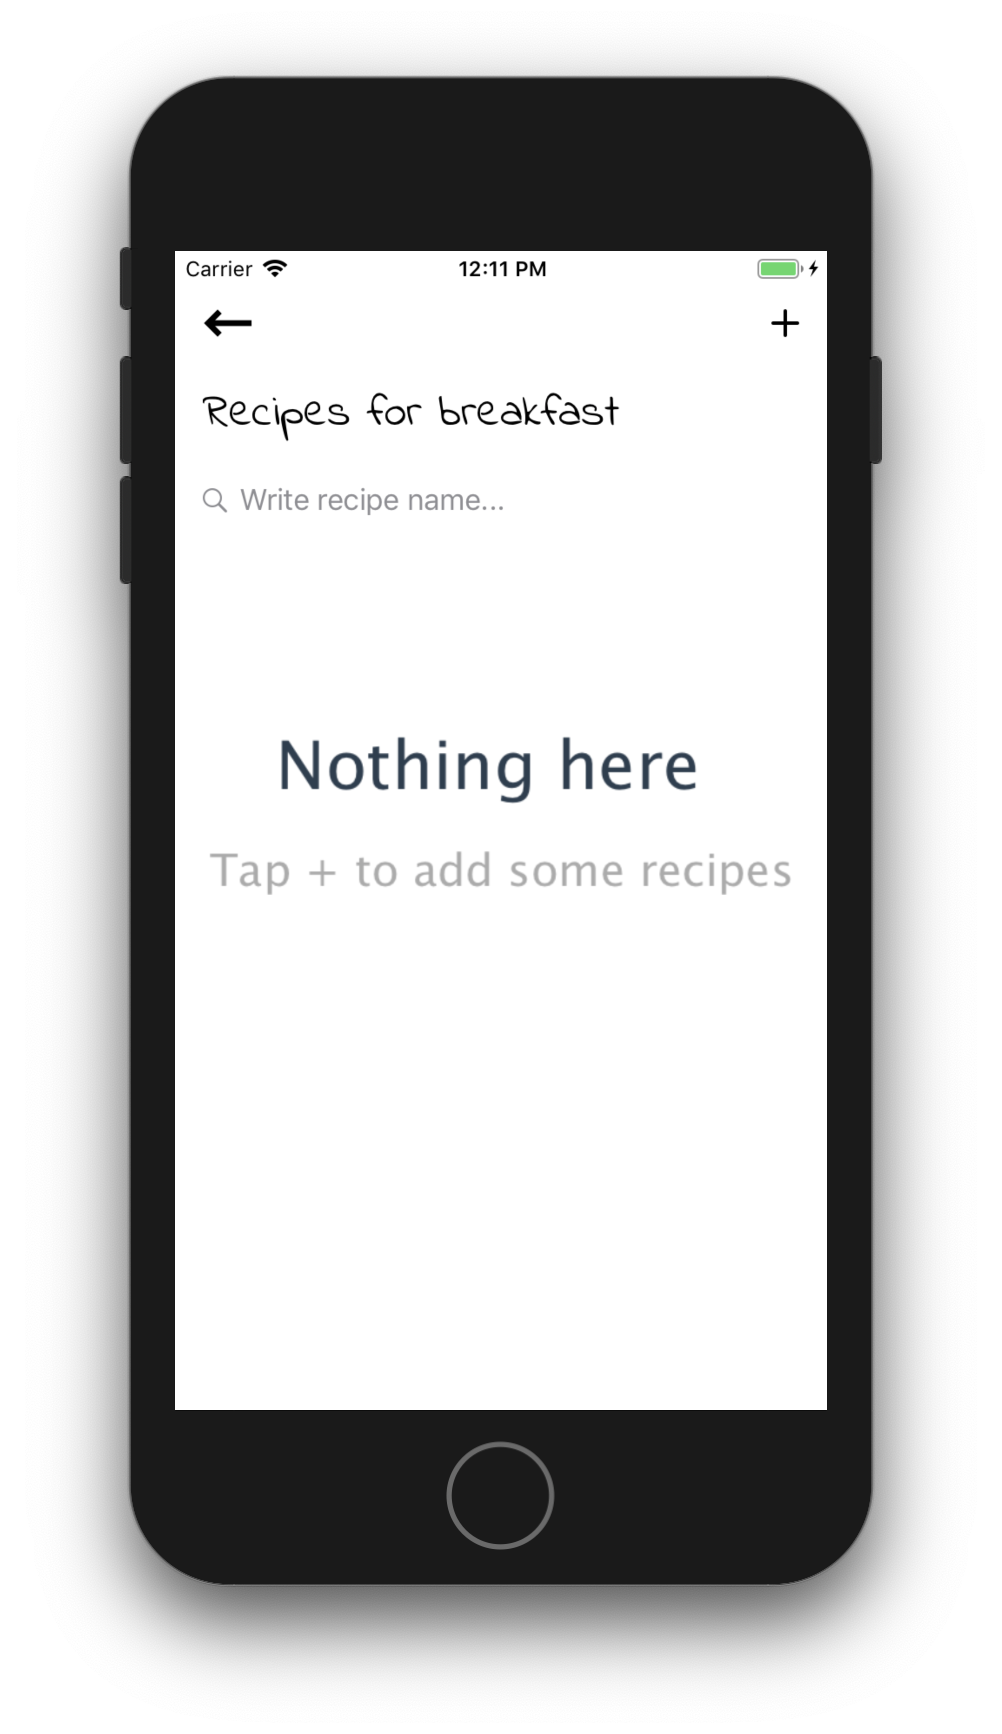 Carrier 12:11 PM
Recipes for breakfast
Write recipe name...
Nothing here
Tap + to add some recipes